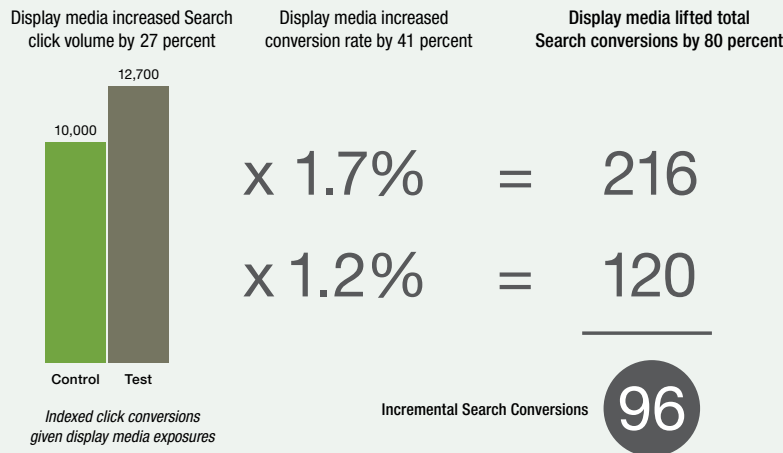 Display media increased Search
click volume by 27 percent
Display media increased
conversion rate by 41 percent
Display media lifted total
Search conversions by 80 percent
12,700
10,000
x 1.7% = 216
x 1.2% = 120
Control Test
Indexed click conversions
given display media exposures
Incremental Search Conversions 96